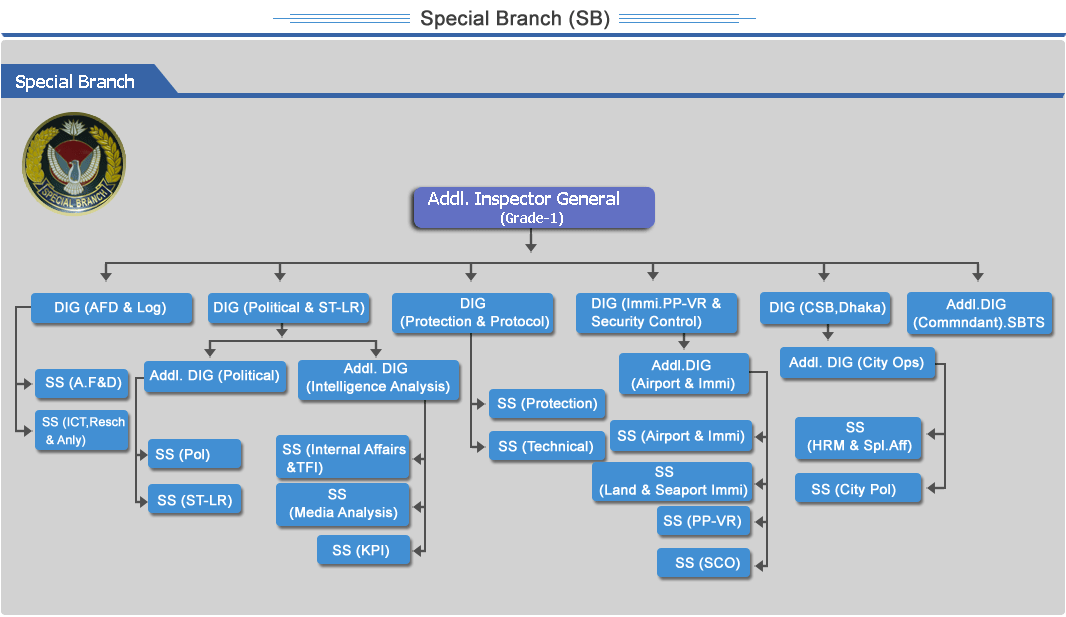 Special Branch (SB)
Special Branch
SPECIAL BRANCH
Addl. Inspector General
(Grade-1)
DIG (AFD & Log)
DIG (Political & ST-LR)
DIG
(Protection & Protocol)
DIG (Immi.PP-VR &
Security Control)
DIG (CSB,Dhaka)
Addl.DIG
(Commndant).SBTS
SS (A.F&D)
SS (ICT,Resch
& Anly)
Addl. DIG (Political)
SS (Pol)
SS (ST-LR)
Addl. DIG
(Intelligence Analysis)
SS (Internal Affairs
&TFI)
SS
(Media Analysis)
SS (KPI)
SS (Protection)
SS (Technical)
Addl.DIG
(Airport & Immi)
SS (Airport & Immi)
SS
(Land & Seaport Immi)
SS (PP-VR)
SS (SCO)
Addl. DIG (City Ops)
SS
(HRM & Spl.Aff)
SS (City Pol)